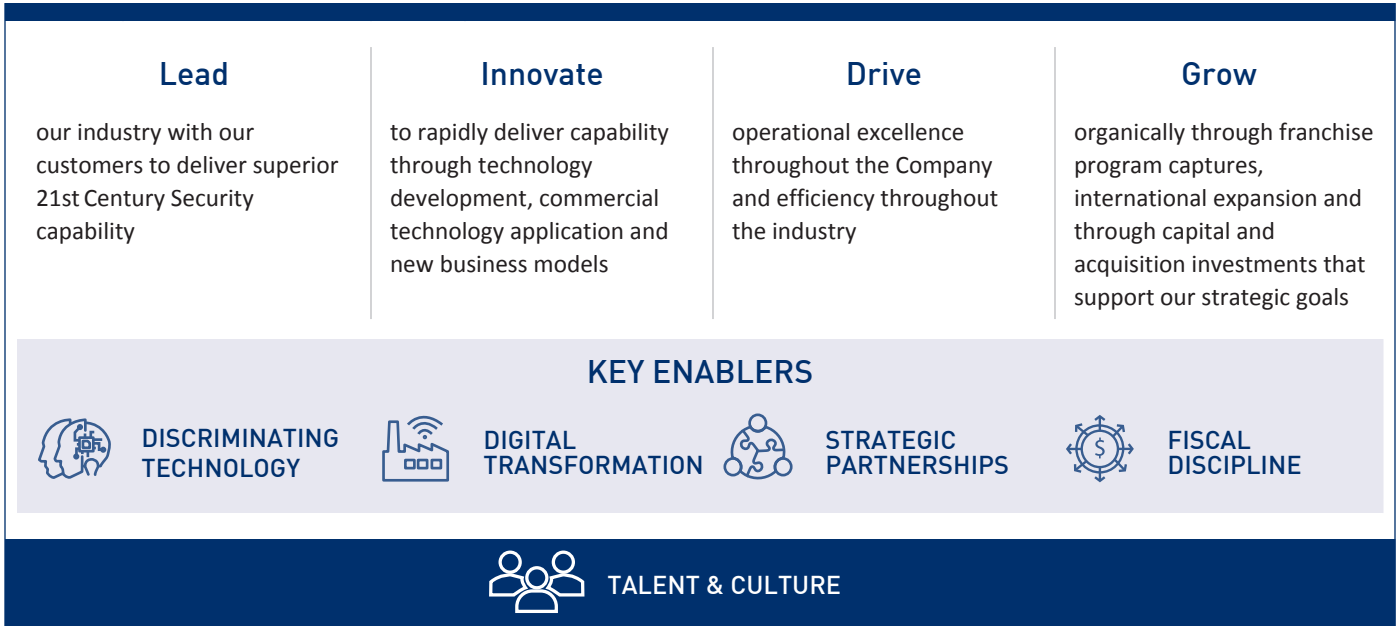 Lead
our industry with our
customers to deliver superior
21st Century Security
capability
Innovate
to rapidly deliver capability
through technology
development, commercial
technology application and
new business models
Drive
operational excellence
throughout the Company
and efficiency throughout
the industry
Grow
organically through franchise
program captures,
international expansion and
through capital and
acquisition investments that
support our strategic goals
KEY ENABLERS
DISCRIMINATING
TECHNOLOGY
DIGITAL
TRANSFORMATION
STRATEGIC
PARTNERSHIPS
$
FISCAL
DISCIPLINE
TALENT & CULTURE